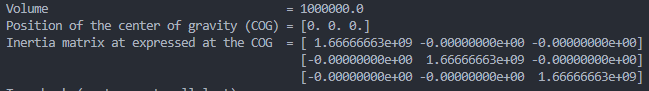 Volume = 1000000.0
Position of the center of gravity (COG) = [0. 0. 0.]
Inertia matrix at expressed at the COG = [ 1.66666663e+09 -0.00000000e+00 -0.00000000e+00]
[-0.00000000e+00 1.66666663e+09 -0.00000000e+00]
[-0.00000000e+00 -0.00000000e+00 1.66666663e+09]